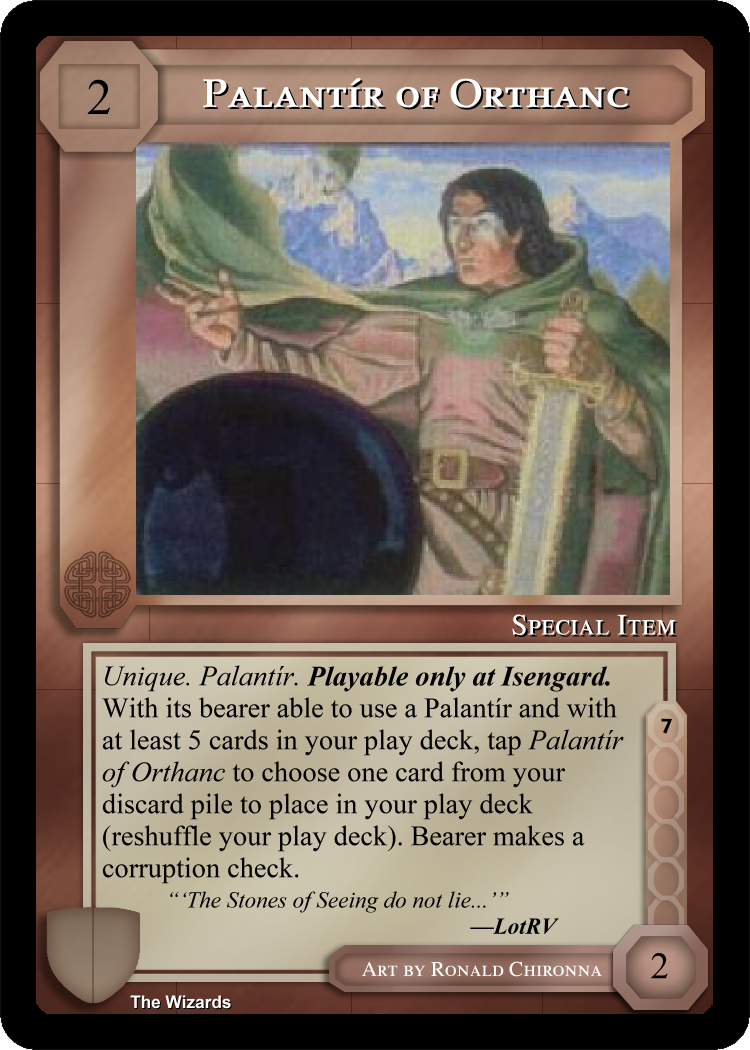 2
Palantír of Orthanc
Special Item
Unique. Palantír. Playable only at Isengard.
With its bearer able to use a Palantír and with
at least 5 cards in your play deck, tap Palantír
of Orthanc to choose one card from your
discard pile to place in your play deck
(reshuffle your play deck). Bearer makes a
corruption check.
“‘The Stones of Seeing do not lie...’”
—LotRV
7
Art by Ronald Chironna
2
The Wizards